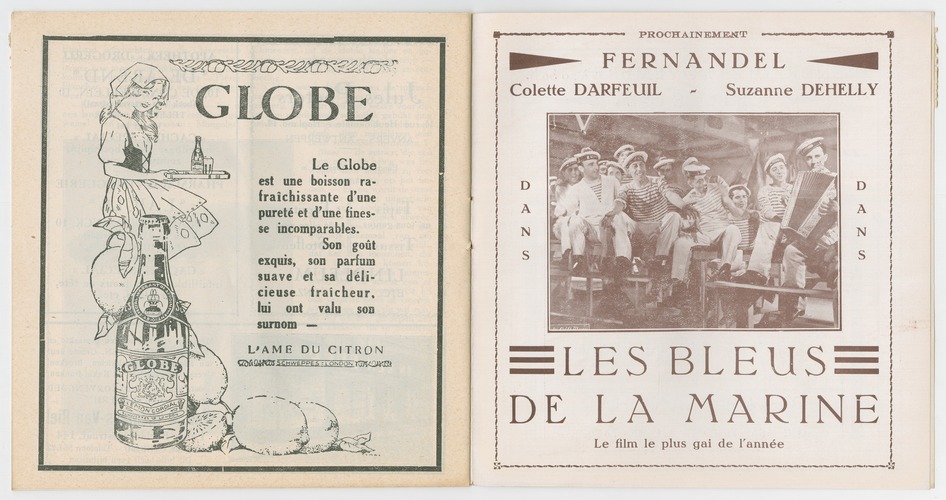 GLOBE
Le Globe
est une boisson ra-
fraîchissante d'une
pureté et d'une fines-
se incomparables.
Son goût
exquis, son parfum
suave et sa déli-
cieuse fraîcheur,
lui ont valu son
surnom —
L'AME DU CITRON
SCHWEPPES-LONDON
GLOBE
PROCHAINEMENT
FERNANDEL
Colette DARFEUIL - Suzanne DEHELLY
DANS
DANS
LES BLEUS
DE LA MARINE
Le film le plus gai de l'année